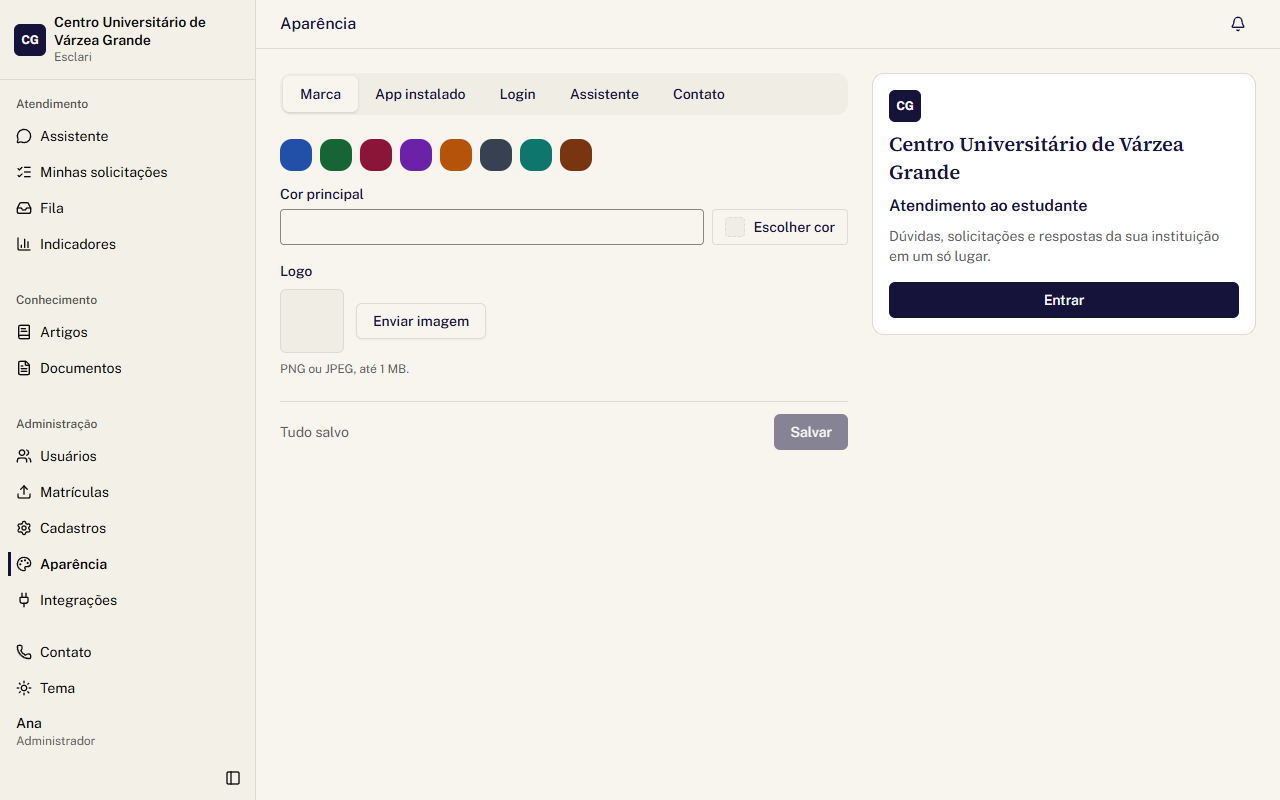 CG
Centro Universitário de
Várzea Grande
Esclari
Atendimento
Assistente
Minhas solicitações
Fila
Indicadores
Conhecimento
Artigos
Documentos
Administração
Usuários
Matrículas
Cadastros
Aparência
Integrações
Contato
Tema
Ana
Administrador
Aparência
Marca
App instalado
Login
Assistente
Contato
Cor principal
Escolher cor
Logo
Enviar imagem
PNG ou JPEG, até 1 MB.
Tudo salvo
Salvar
CG
Centro Universitário de Várzea
Grande
Atendimento ao estudante
Dúvidas, solicitações e respostas da sua instituição
em um só lugar.
Entrar